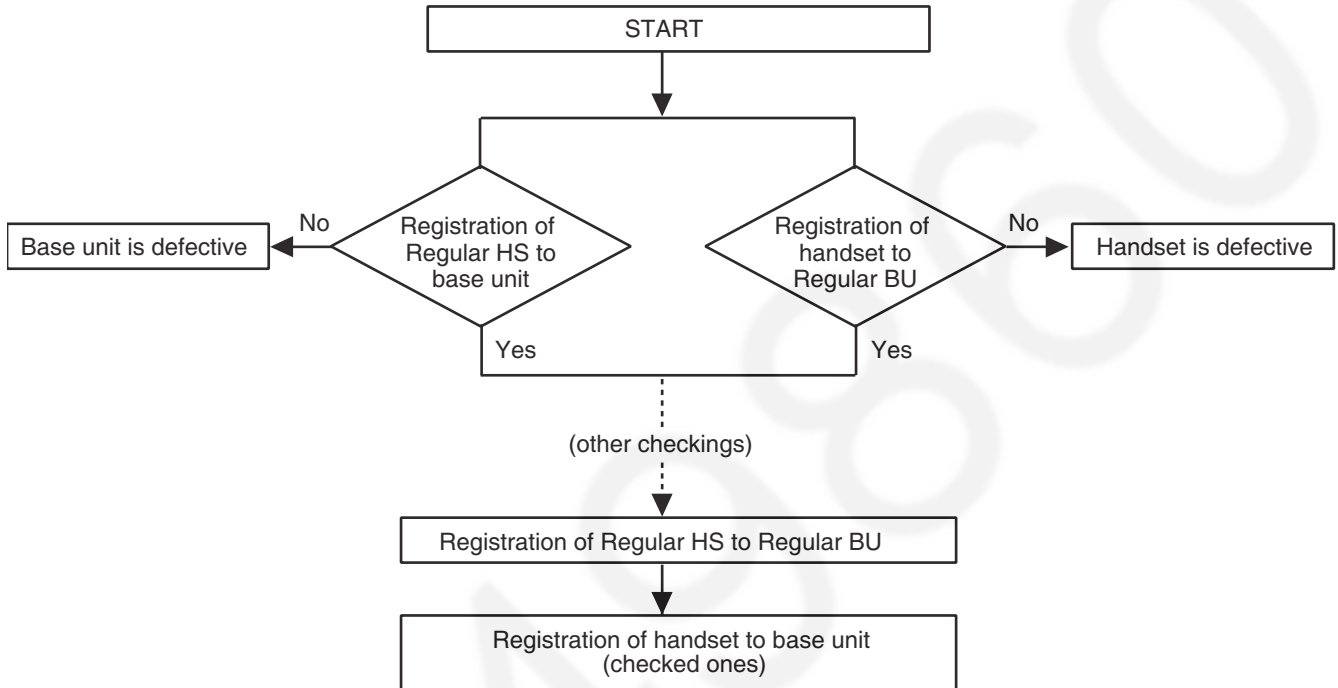 START
No
Registration of
Regular HS to
base unit
Base unit is defective
Registration of
handset to
Regular BU
No
Handset is defective
Yes
Yes
(other checkings)
Registration of Regular HS to Regular BU
Registration of handset to base unit
(checked ones)